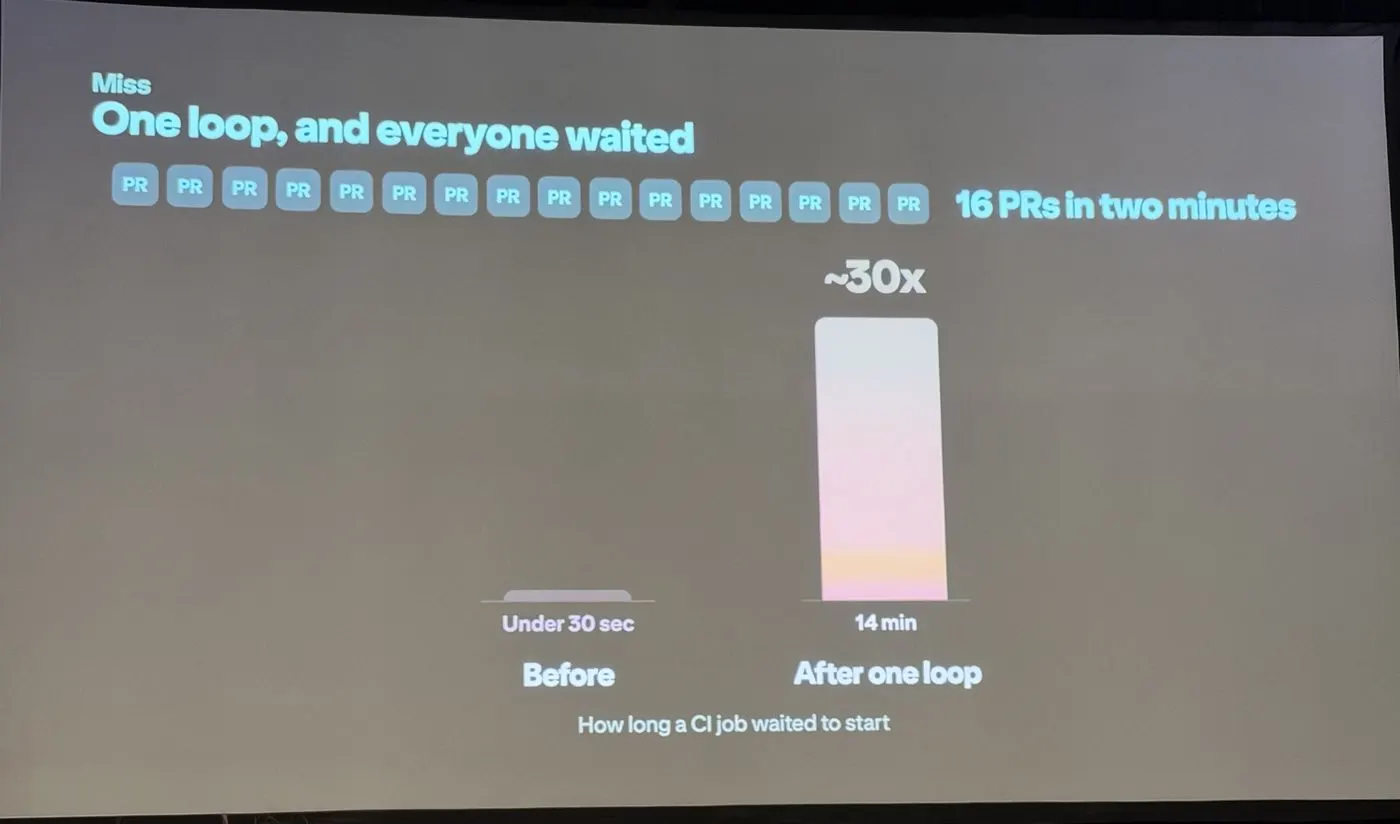 Miss
One loop, and everyone waited
PR PR PR PR PR PR PR PR PR PR PR PR PR PR PR PR 16 PRs in two minutes
~30x
Under 30 sec 14 min
Before After one loop
How long a CI job waited to start